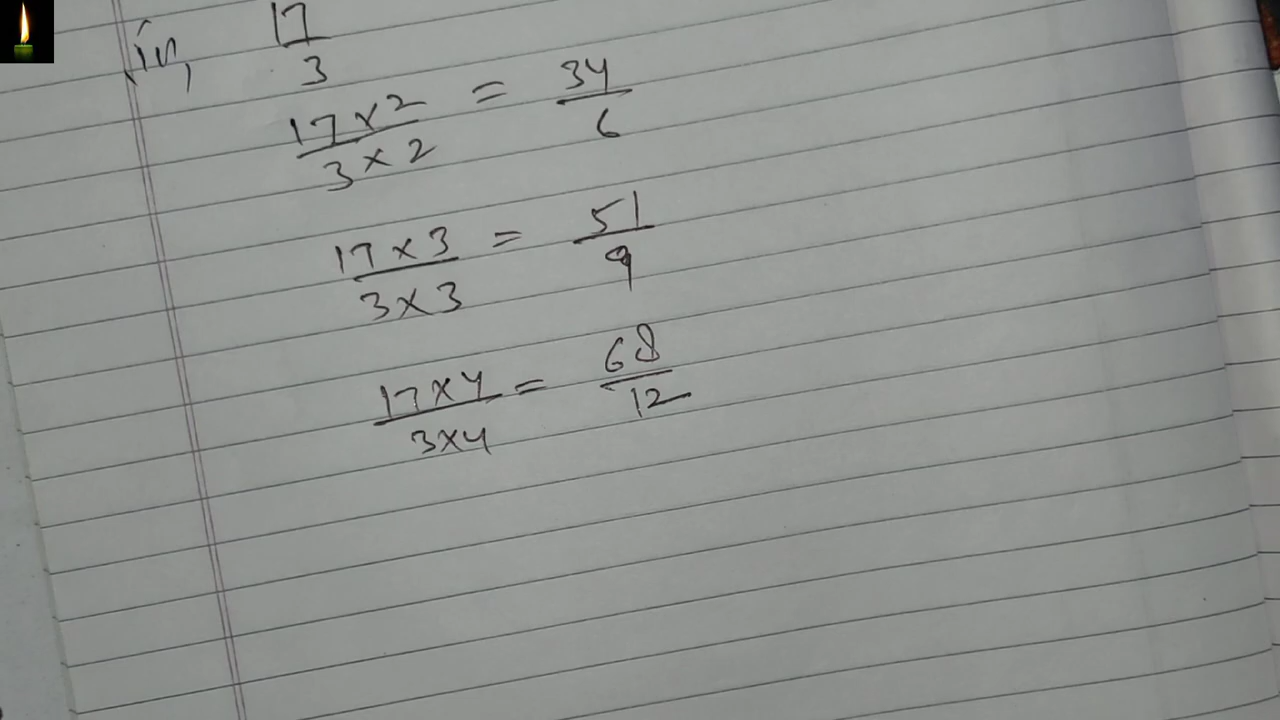 in, 17/3
17×2/3×2 = 34/6
17×3/3×3 = 51/9
17×4/3×4 = 68/12